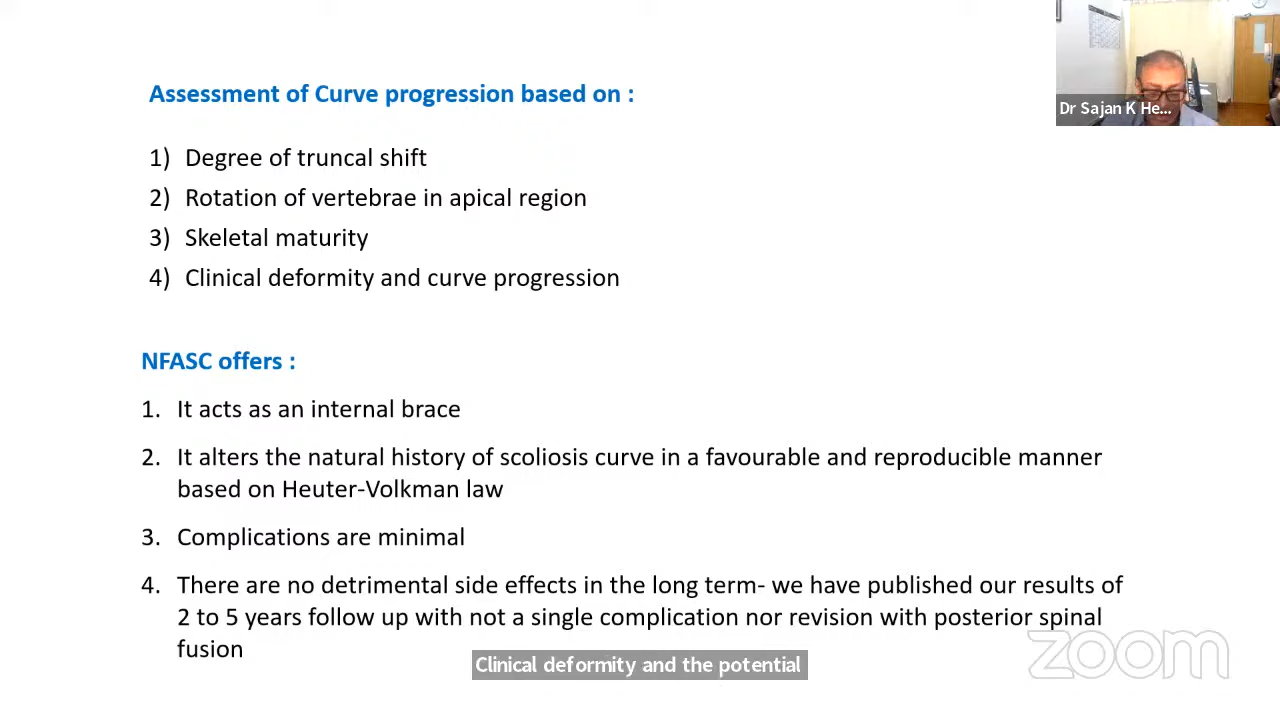 Assessment of Curve progression based on :
1) Degree of truncal shift
2) Rotation of vertebrae in apical region
3) Skeletal maturity
4) Clinical deformity and curve progression
NFASC offers :
1. It acts as an internal brace
2. It alters the natural history of scoliosis curve in a favourable and reproducible manner
based on Heuter-Volkman law
3. Complications are minimal
4. There are no detrimental side effects in the long term- we have published our results of
2 to 5 years follow up with not a single complication nor revision with posterior spinal
fusion
Dr Sajan K He...
Clinical deformity and the potential
zoom